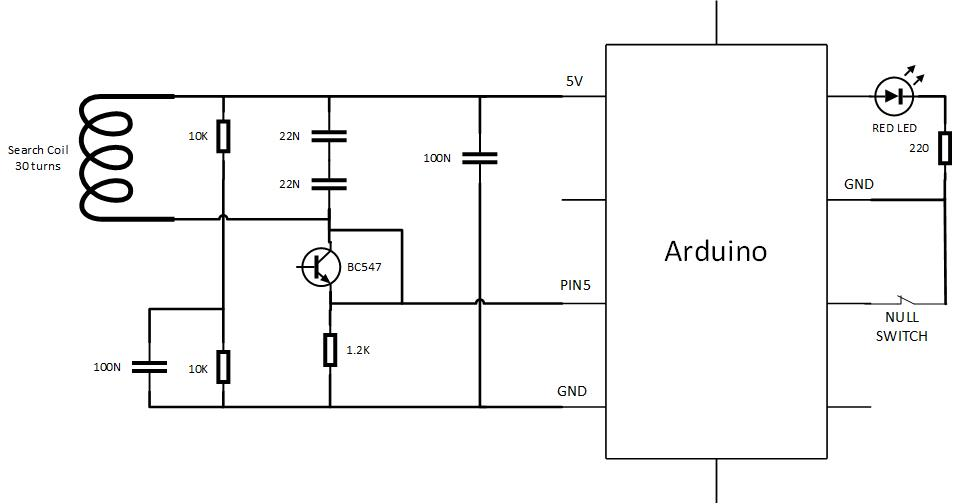 5V
10K
22N
Search Coil
30 turns
22N
100N
RED LED
220
GND
Arduino
BC547
PIN5
NULL
SWITCH
1.2K
100N
10K
GND